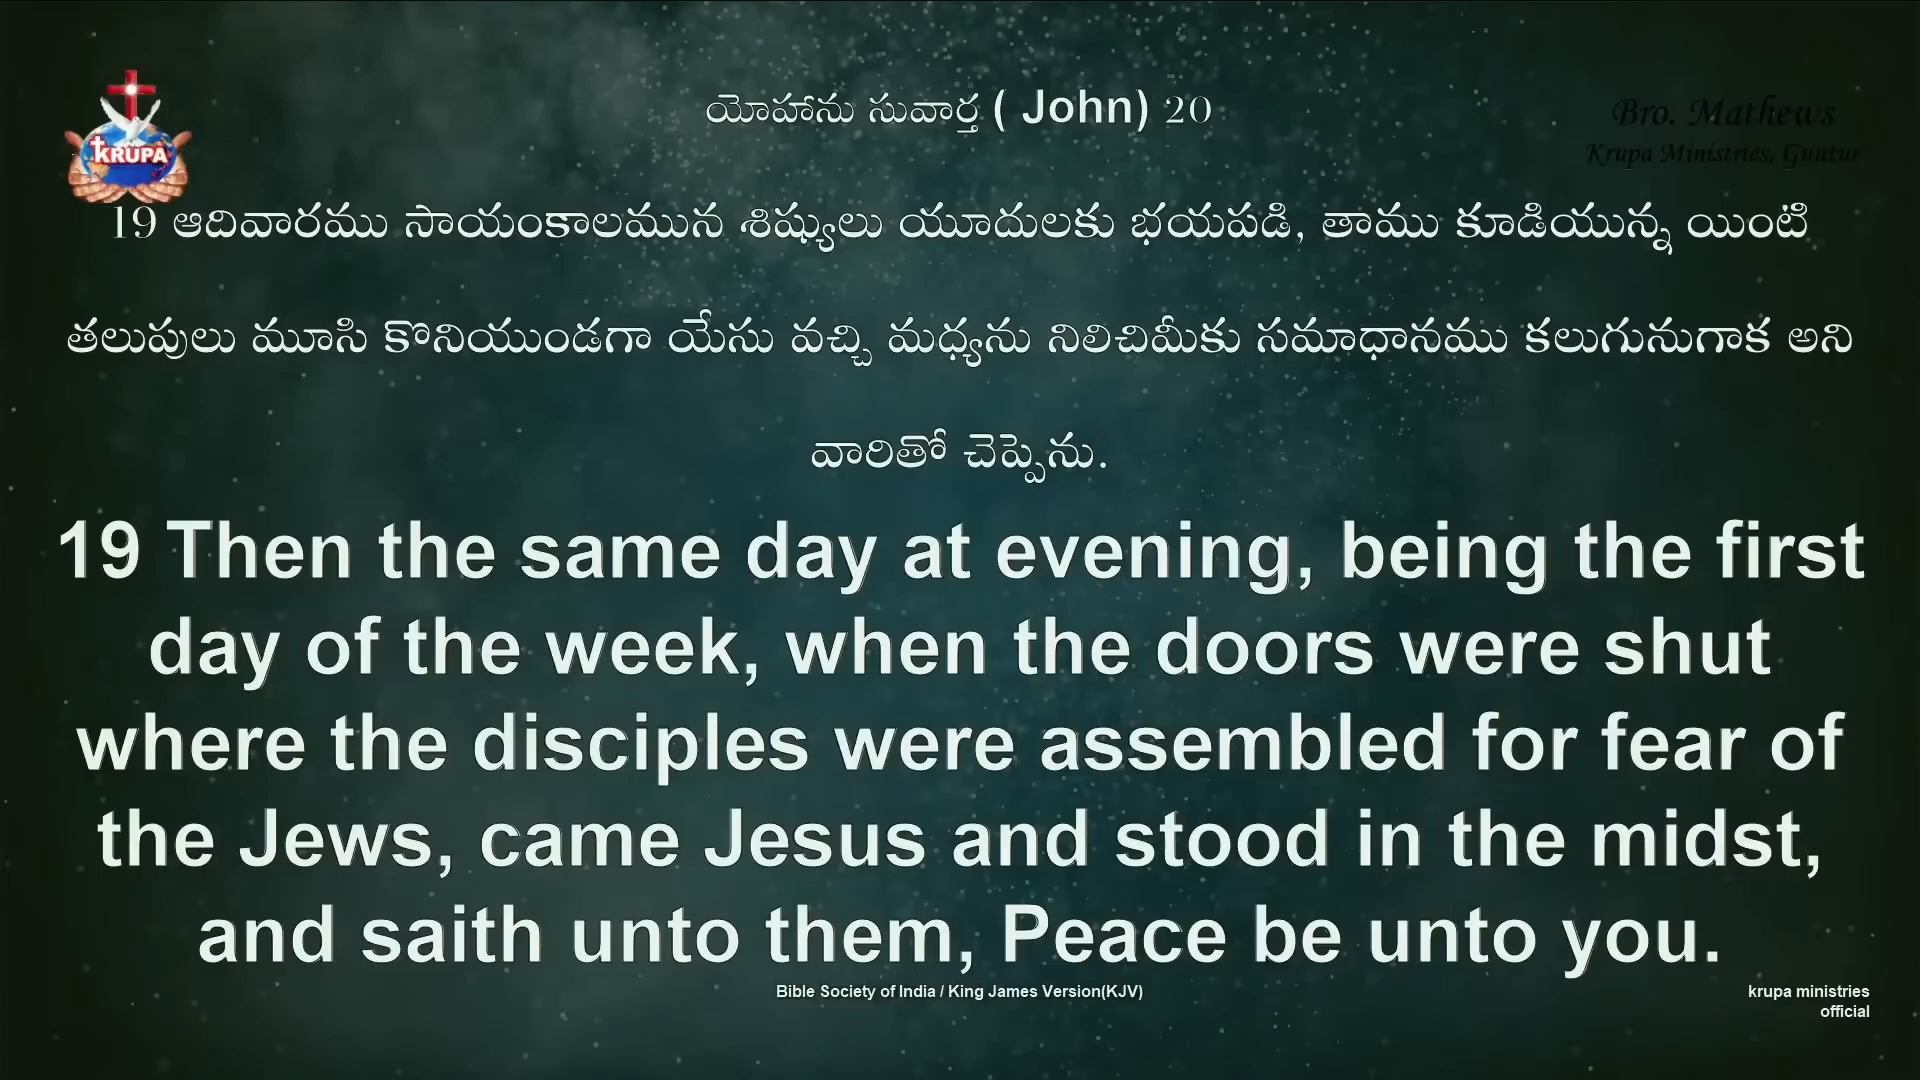 యోహాను సువార్త ( John) 20
Bro. Mathews
Krupa Ministries, Guntur
KRUPA
19 ఆదివారము సాయంకాలమున శిష్యులు యూదులకు భయపడి, తాము కూడియున్న యింటి
తలుపులు మూసి కొనియుండగా యేసు వచ్చి మధ్యను నిలిచిమీకు సమాధానము కలుగునుగాక అని
వారితో చెప్పెను.
19 Then the same day at evening, being the first
day of the week, when the doors were shut
where the disciples were assembled for fear of
the Jews, came Jesus and stood in the midst,
and saith unto them, Peace be unto you.
Bible Society of India / King James Version(KJV)
krupa ministries
official